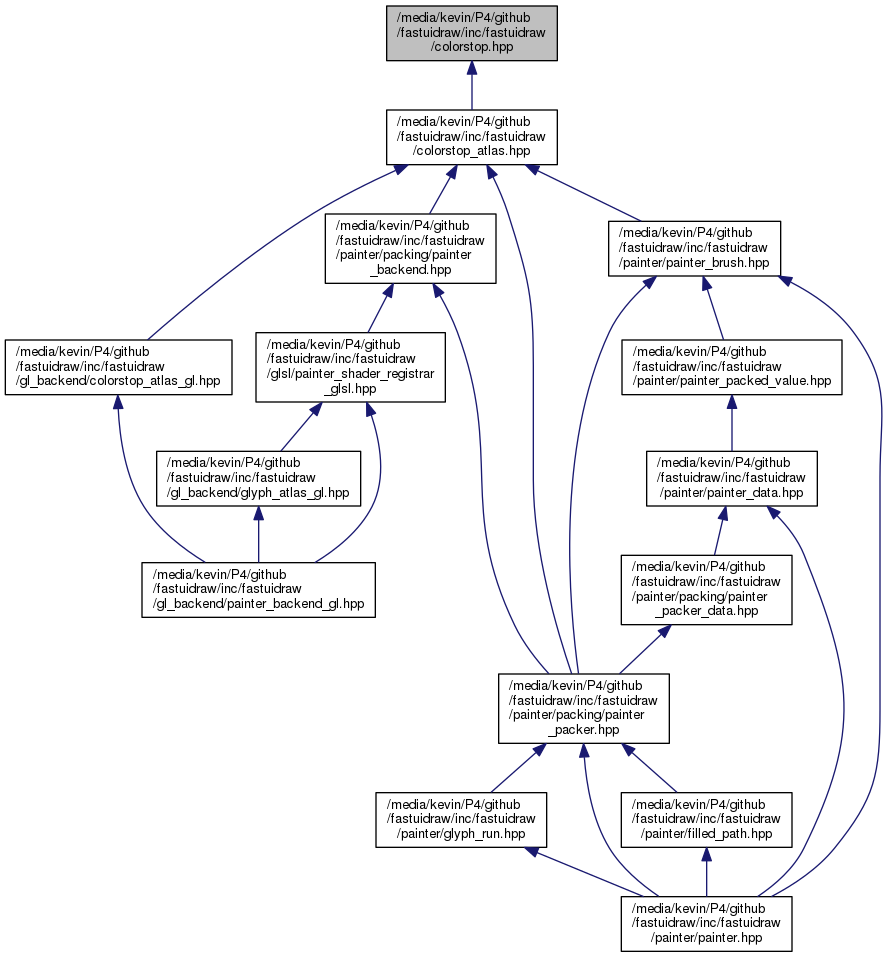 /media/kevin/P4/github
/fastuidraw/inc/fastuidraw
/colorstop.hpp
/media/kevin/P4/github
/fastuidraw/inc/fastuidraw
/colorstop_atlas.hpp
/media/kevin/P4/github
/fastuidraw/inc/fastuidraw
/painter/packing/painter
_backend.hpp
/media/kevin/P4/github
/fastuidraw/inc/fastuidraw
/painter/painter_brush.hpp
/media/kevin/P4/github
/fastuidraw/inc/fastuidraw
/gl_backend/colorstop_atlas_gl.hpp
/media/kevin/P4/github
/fastuidraw/inc/fastuidraw
/glsl/painter_shader_registrar
_glsl.hpp
/media/kevin/P4/github
/fastuidraw/inc/fastuidraw
/painter/painter_packed_value.hpp
/media/kevin/P4/github
/fastuidraw/inc/fastuidraw
/gl_backend/glyph_atlas_gl.hpp
/media/kevin/P4/github
/fastuidraw/inc/fastuidraw
/painter/painter_data.hpp
/media/kevin/P4/github
/fastuidraw/inc/fastuidraw
/gl_backend/painter_backend_gl.hpp
/media/kevin/P4/github
/fastuidraw/inc/fastuidraw
/painter/packing/painter
_packer_data.hpp
/media/kevin/P4/github
/fastuidraw/inc/fastuidraw
/painter/packing/painter
_packer.hpp
/media/kevin/P4/github
/fastuidraw/inc/fastuidraw
/painter/glyph_run.hpp
/media/kevin/P4/github
/fastuidraw/inc/fastuidraw
/painter/filled_path.hpp
/media/kevin/P4/github
/fastuidraw/inc/fastuidraw
/painter/painter.hpp